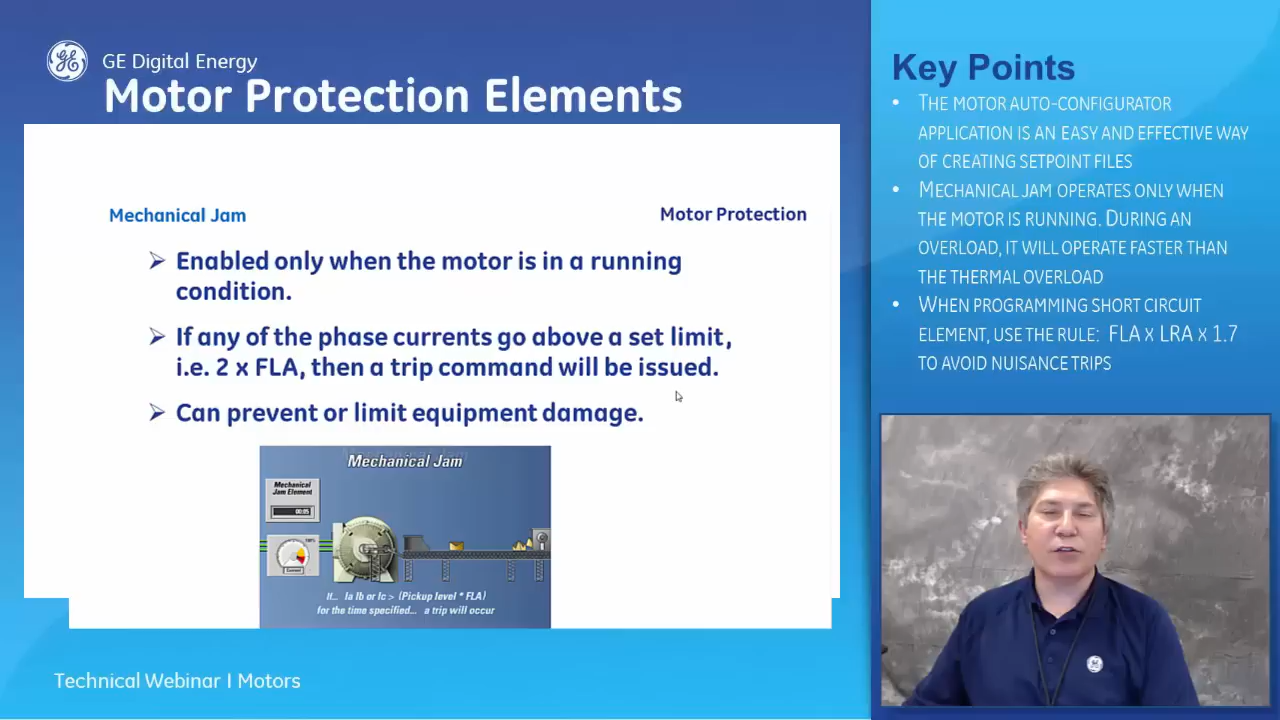 GE Digital Energy
Motor Protection Elements
Mechanical Jam
Motor Protection
Enabled only when the motor is in a running
condition.
If any of the phase currents go above a set limit,
i.e. 2 x FLA, then a trip command will be issued.
Can prevent or limit equipment damage.
Mechanical Jam
Mechanical
Jam Element
00:05
100%
Current
If... Ia Ib or Ic > (Pickup level * FLA)
for the time specified... a trip will occur
Technical Webinar I Motors
Key Points
THE MOTOR AUTO-CONFIGURATOR
APPLICATION IS AN EASY AND EFFECTIVE WAY
OF CREATING SETPOINT FILES
MECHANICAL JAM OPERATES ONLY WHEN
THE MOTOR IS RUNNING. DURING AN
OVERLOAD, IT WILL OPERATE FASTER THAN
THE THERMAL OVERLOAD
WHEN PROGRAMMING SHORT CIRCUIT
ELEMENT, USE THE RULE: FLA x LRA x 1.7
TO AVOID NUISANCE TRIPS